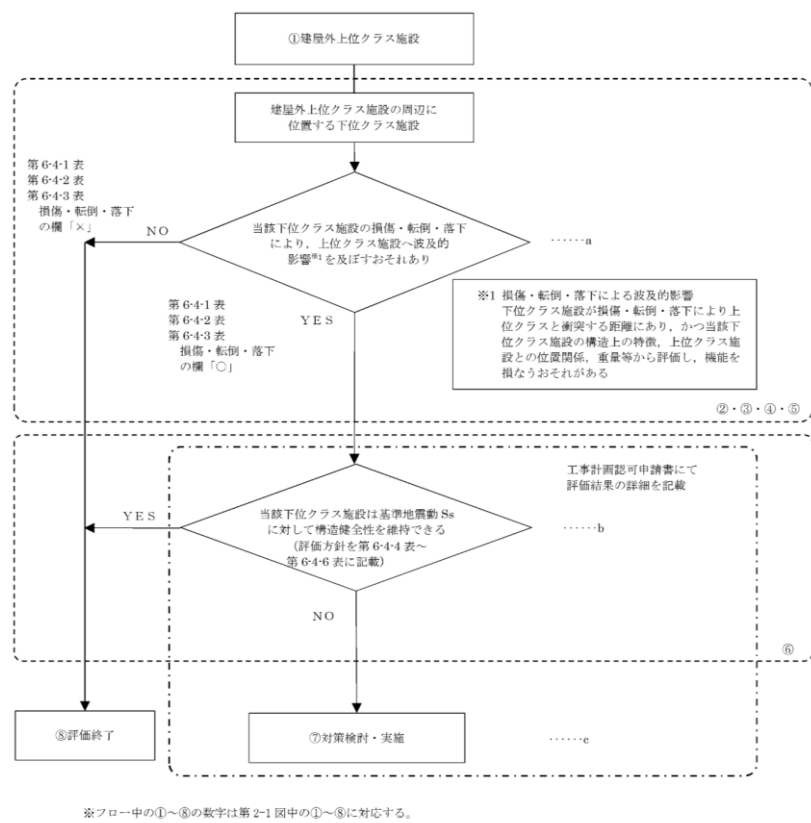 ①建屋外上位クラス施設
建屋外上位クラス施設の周辺に
位置する下位クラス施設
第 6-4-1 表
第 6-4-2 表
第 6-4-3 表
損傷・転倒・落下
の欄「×」
NO
当該下位クラス施設の損傷・転倒・落下
により，上位クラス施設へ波及的
影響※1 を及ぼすおそれあり
……a
第 6-4-1 表
第 6-4-2 表
第 6-4-3 表
損傷・転倒・落下
の欄「○」
YES
※1 損傷・転倒・落下による波及的影響
下位クラス施設が損傷・転倒・落下により上
位クラスと衝突する距離にあり，かつ当該下
位クラス施設の構造上の特徴，上位クラス施
設との位置関係，重量等から評価し，機能を
損なうおそれがある
②・③・④・⑤
工事計画認可申請書にて
評価結果の詳細を記載
YES
当該下位クラス施設は基準地震動 Ss
に対して構造健全性を維持できる
（評価方針を第 6-4-4 表～
第 6-4-6 表に記載）
……b
NO
⑥
⑧評価終了
⑦対策検討・実施
……c
※フロー中の①～⑧の数字は第 2-1 図中の①～⑧に対応する。